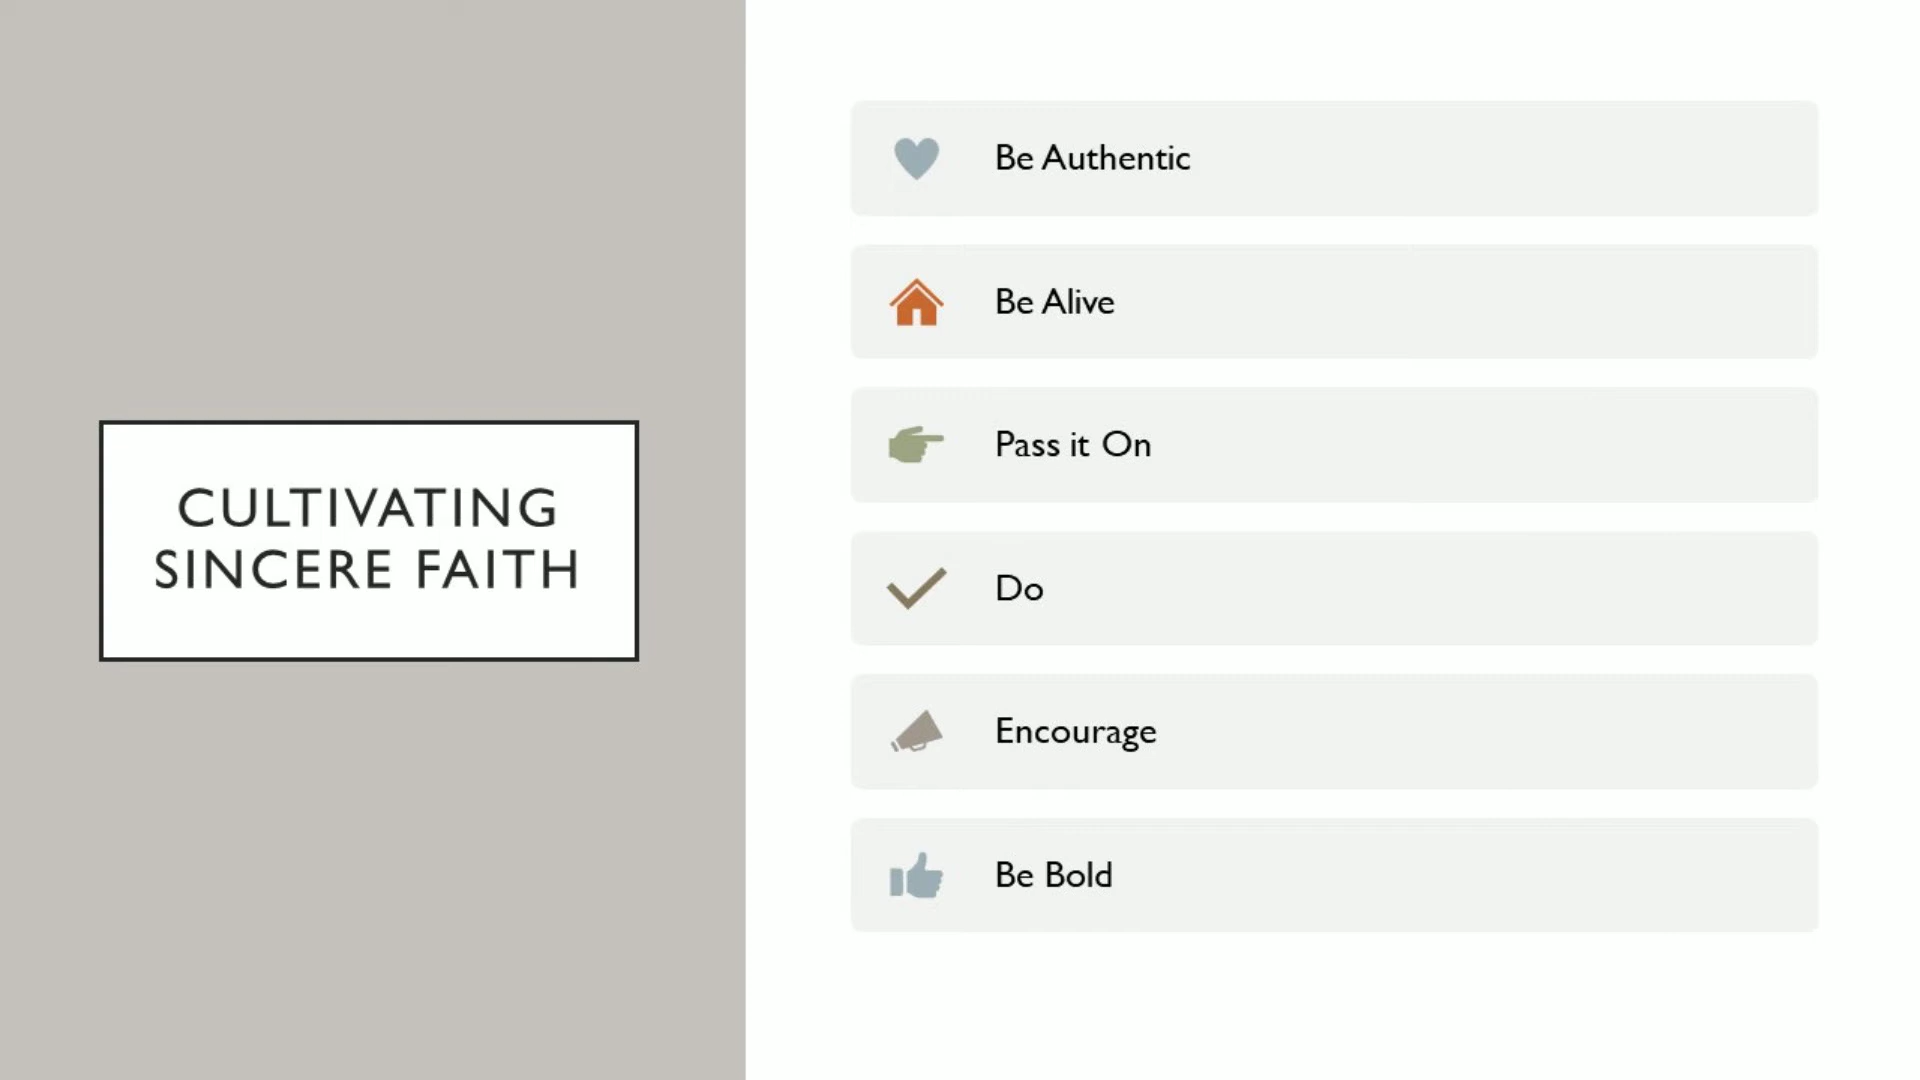 CULTIVATING
SINCERE FAITH
Be Authentic
Be Alive
Pass it On
Do
Encourage
Be Bold